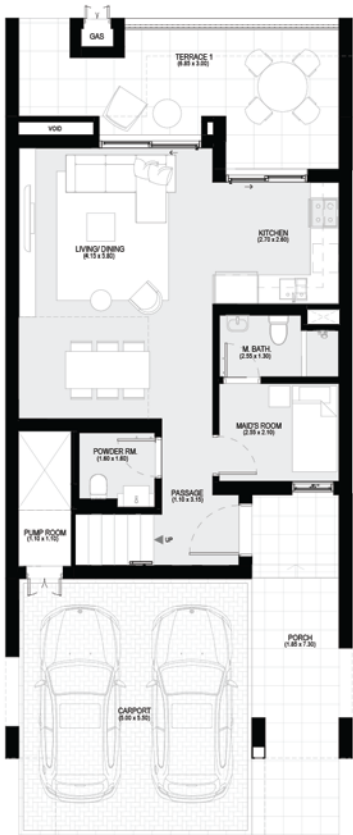 GAS
TERRACE 1
(6.85 x 3.00)
VOID
KITCHEN
(2.70 x 2.60)
LIVING/ DINING
(4.15 x 5.80)
M. BATH.
(2.55 x 1.30)
MAID'S ROOM
(2.55 x 2.10)
POWDER RM.
(1.60 x 1.60)
PASSAGE
(1.10 x 3.15)
PUMP ROOM
(1.10 x 1.10)
UP
PORCH
(1.85 x 7.30)
CARPORT
(5.00 x 5.50)